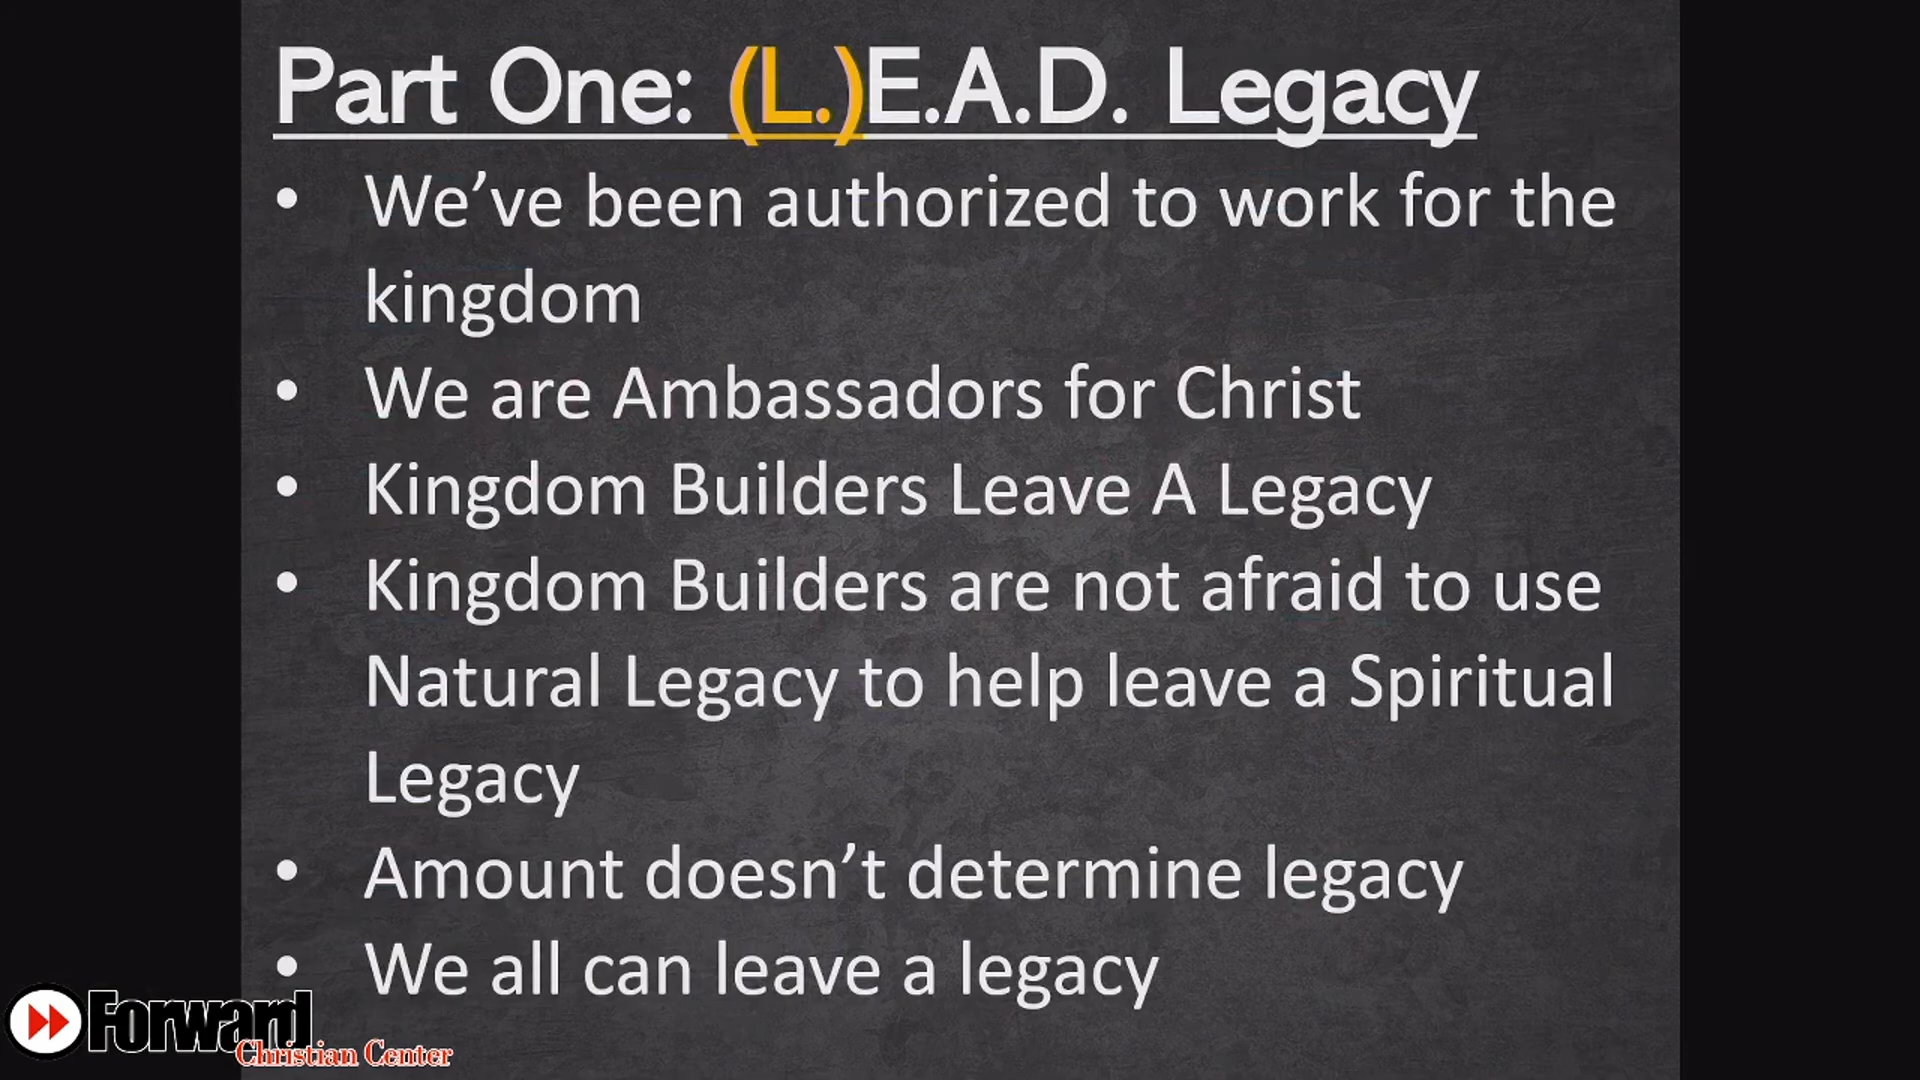 Part One: (L.)E.A.D. Legacy
• We’ve been authorized to work for the
kingdom
• We are Ambassadors for Christ
• Kingdom Builders Leave A Legacy
• Kingdom Builders are not afraid to use
Natural Legacy to help leave a Spiritual
Legacy
• Amount doesn’t determine legacy
• We all can leave a legacy
Forward
Christian Center